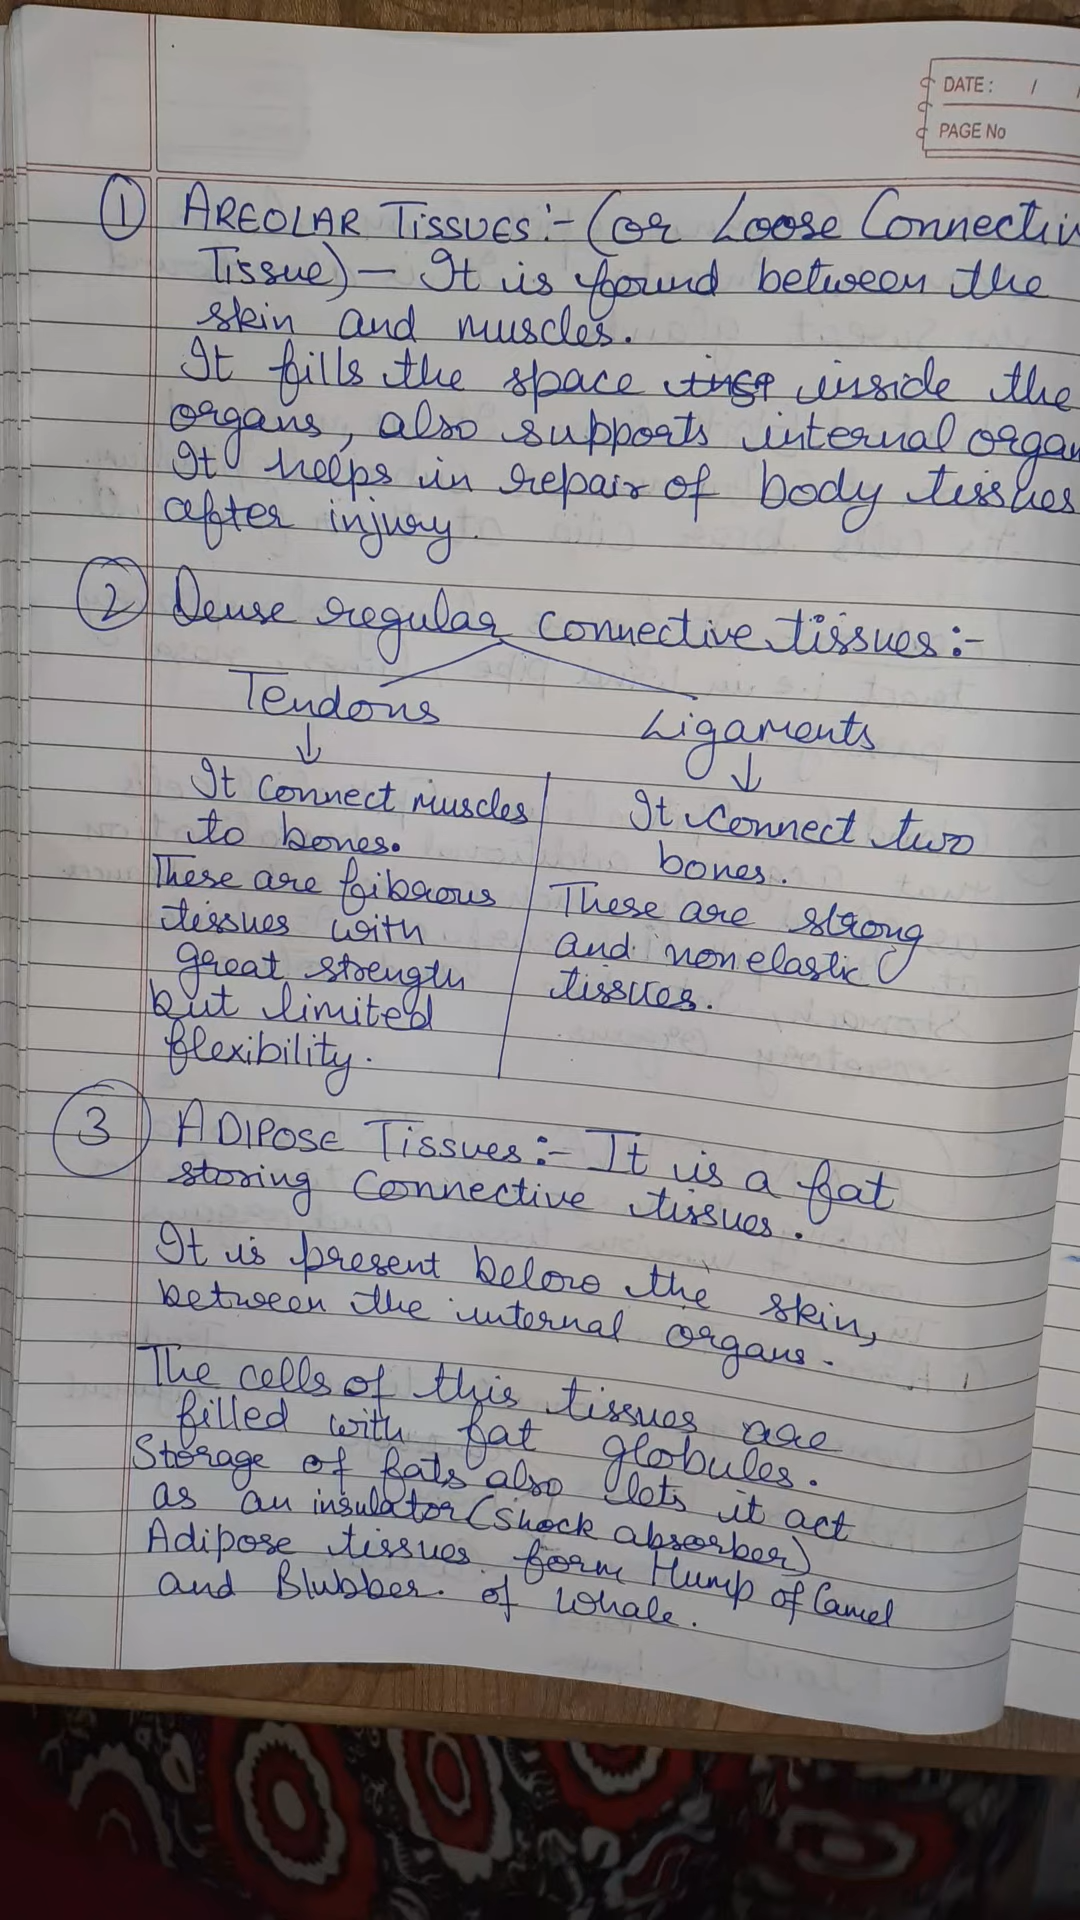 DATE: / /
PAGE No
① AREOLAR TISSUES:- (or Loose Connectiv
Tissue) — It is found between the
skin and muscles.
It fills the space inside the
organs, also supports internal organ
It helps in repair of body tissues
after injury.
② Dense regular connective tissues:-
Tendons
Ligaments
↓
It connect muscles
to bones.
These are fibrous
tissues with
great strength
but limited
flexibility.
↓
It connect two
bones.
These are strong
and nonelastic
tissues.
③ ADIPOSE TISSUES:- It is a fat
storing connective tissues.
It is present below the skin,
between the internal organs.
The cells of this tissues are
filled with fat globules.
Storage of fats also lets it act
as an insulator (shock absorber)
Adipose tissues form Hump of Camel
and Blubber. of Whale.